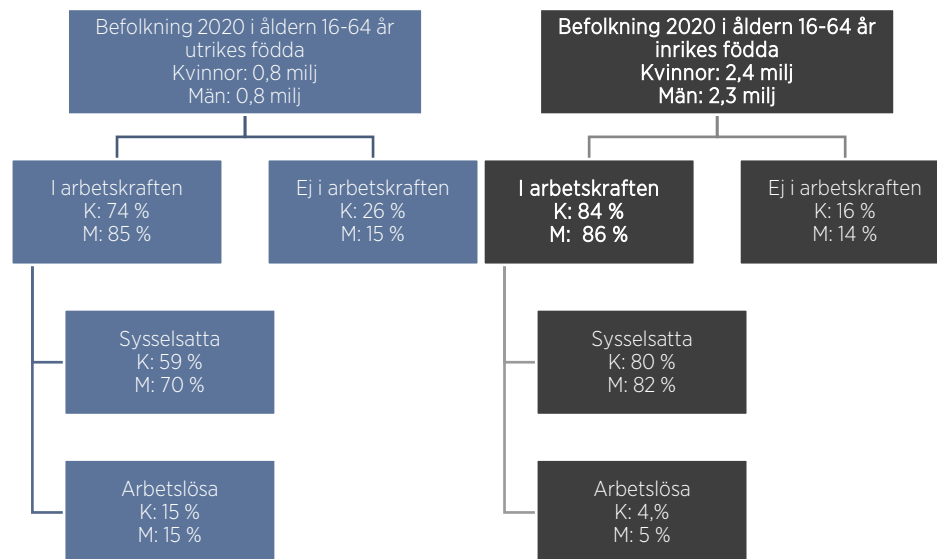 Befolkning 2020 i åldern 16-64 år
utrikes födda
Kvinnor: 0,8 milj
Män: 0,8 milj
I arbetskraften
K: 74 %
M: 85 %
Ej i arbetskraften
K: 26 %
M: 15 %
Sysselsatta
K: 59 %
M: 70 %
Arbetslösa
K: 15 %
M: 15 %
Befolkning 2020 i åldern 16-64 år
inrikes födda
Kvinnor: 2,4 milj
Män: 2,3 milj
I arbetskraften
K: 84 %
M: 86 %
Ej i arbetskraften
K: 16 %
M: 14 %
Sysselsatta
K: 80 %
M: 82 %
Arbetslösa
K: 4,%
M: 5 %